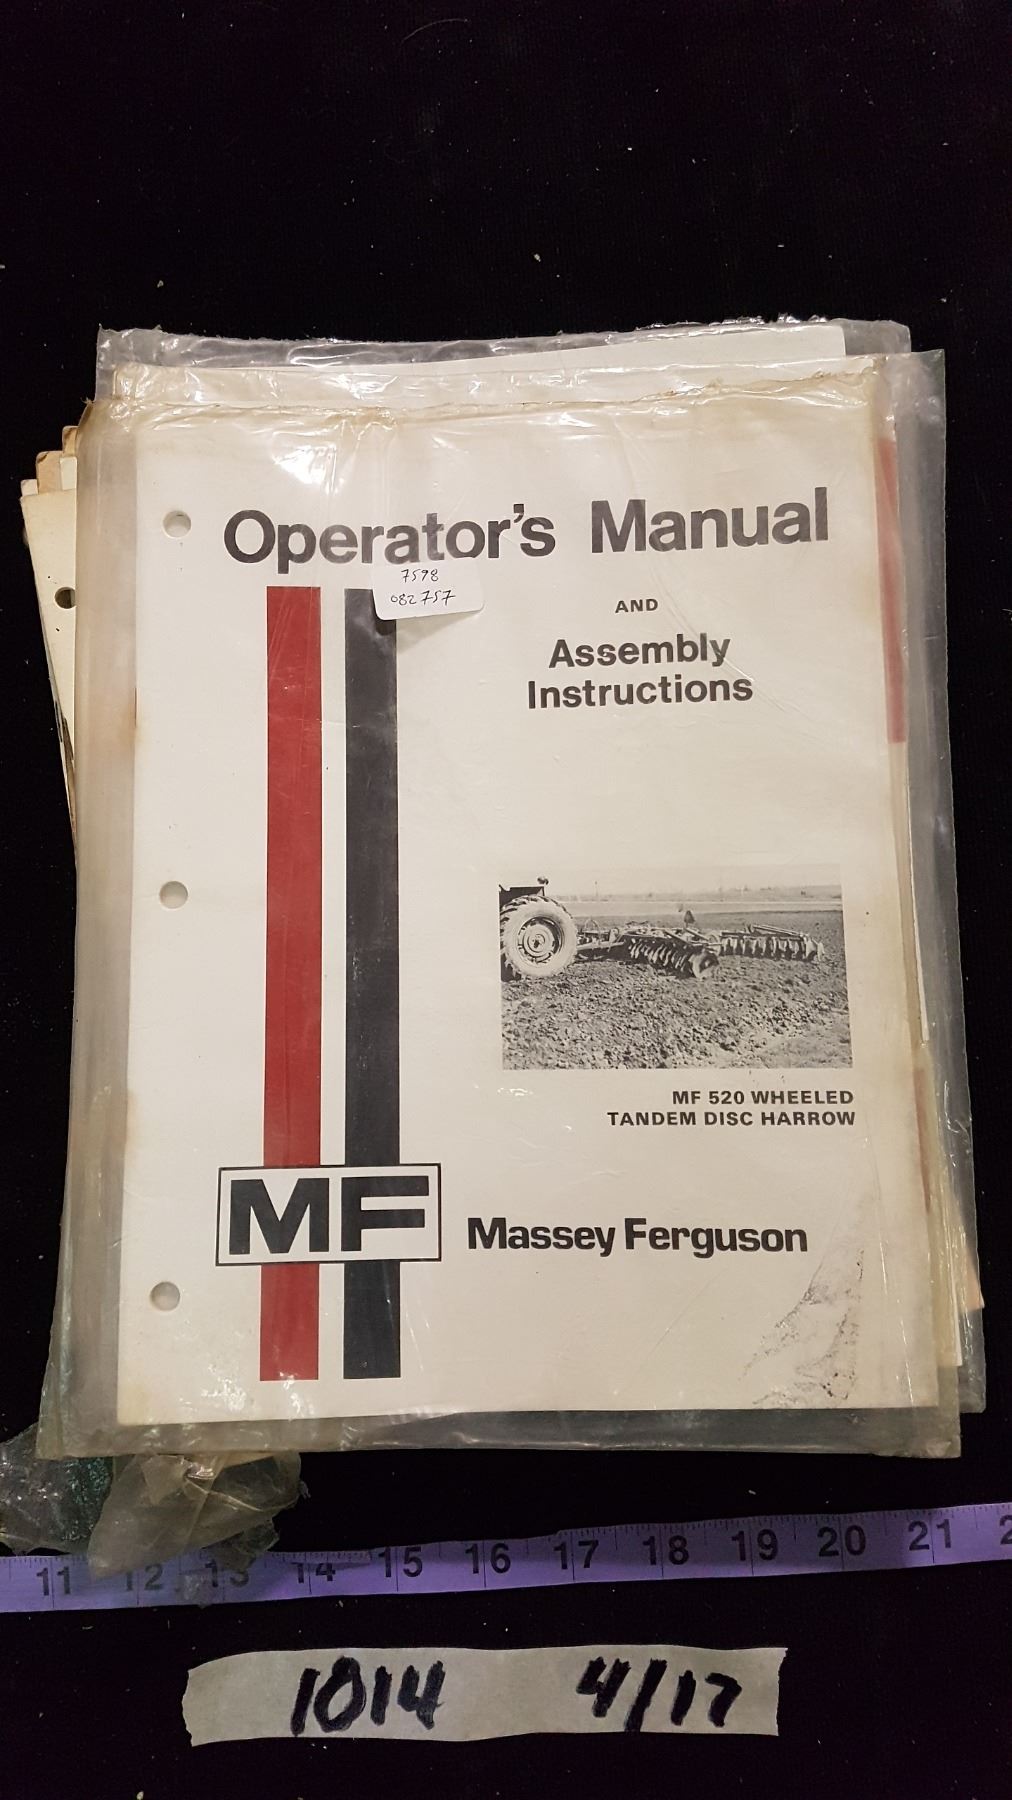 Operator's Manual
7598
082757
AND
Assembly
Instructions
MF 520 WHEELED
TANDEM DISC HARROW
MF
Massey Ferguson
11 12 13 14 15 16 17 18 19 20 21 2
1014 4/17